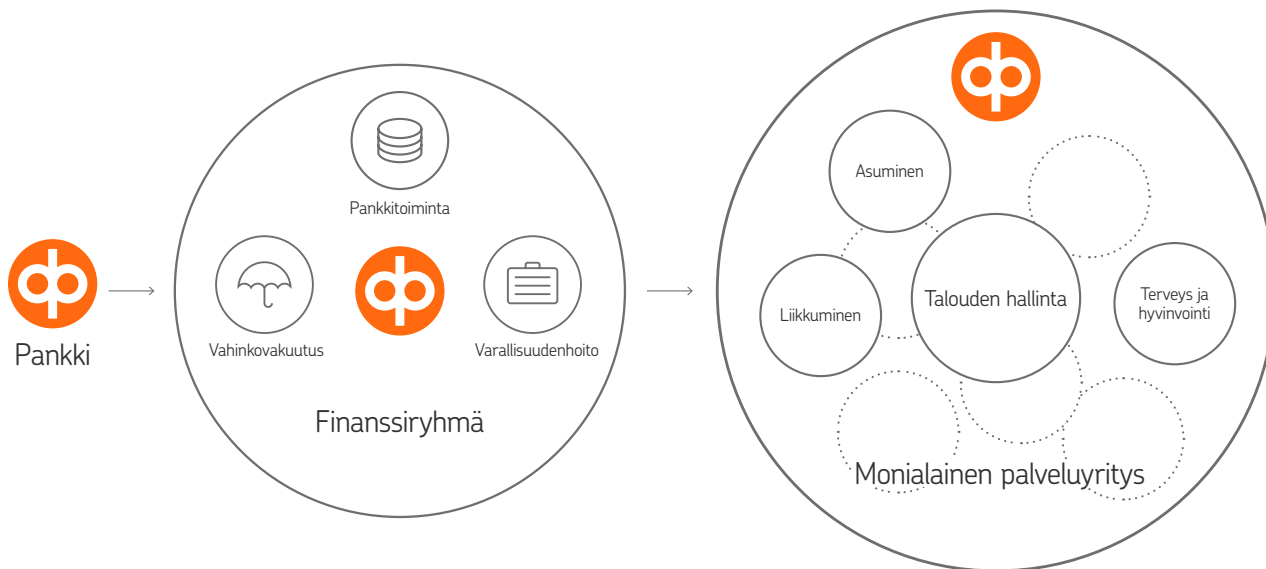 Pankki
Pankkitoiminta
Vahinkovakuutus
Varallisuudenhoito
Finanssiryhmä
Asuminen
Liikkuminen
Talouden hallinta
Terveys ja
hyvinvointi
Monialainen palveluyritys